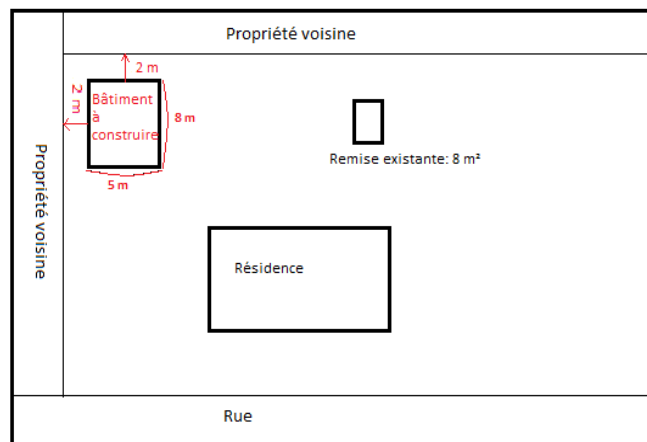 Propriété voisine
2 m
2 m
Bâtiment
à
construire
8 m
5 m
Remise existante: 8 m²
Propriété voisine
Résidence
Rue